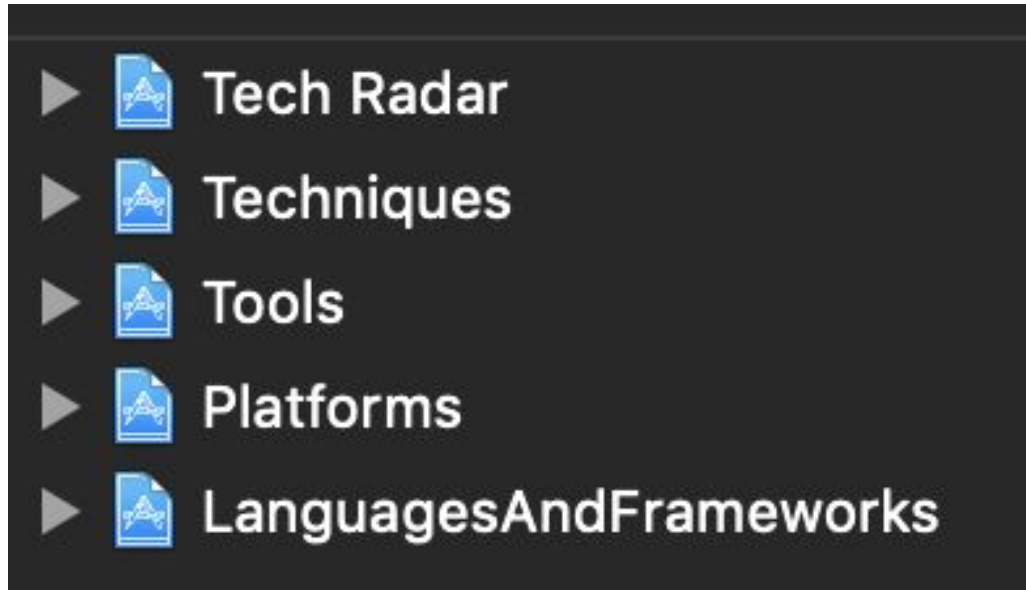 Tech Radar
Techniques
Tools
Platforms
LanguagesAndFrameworks